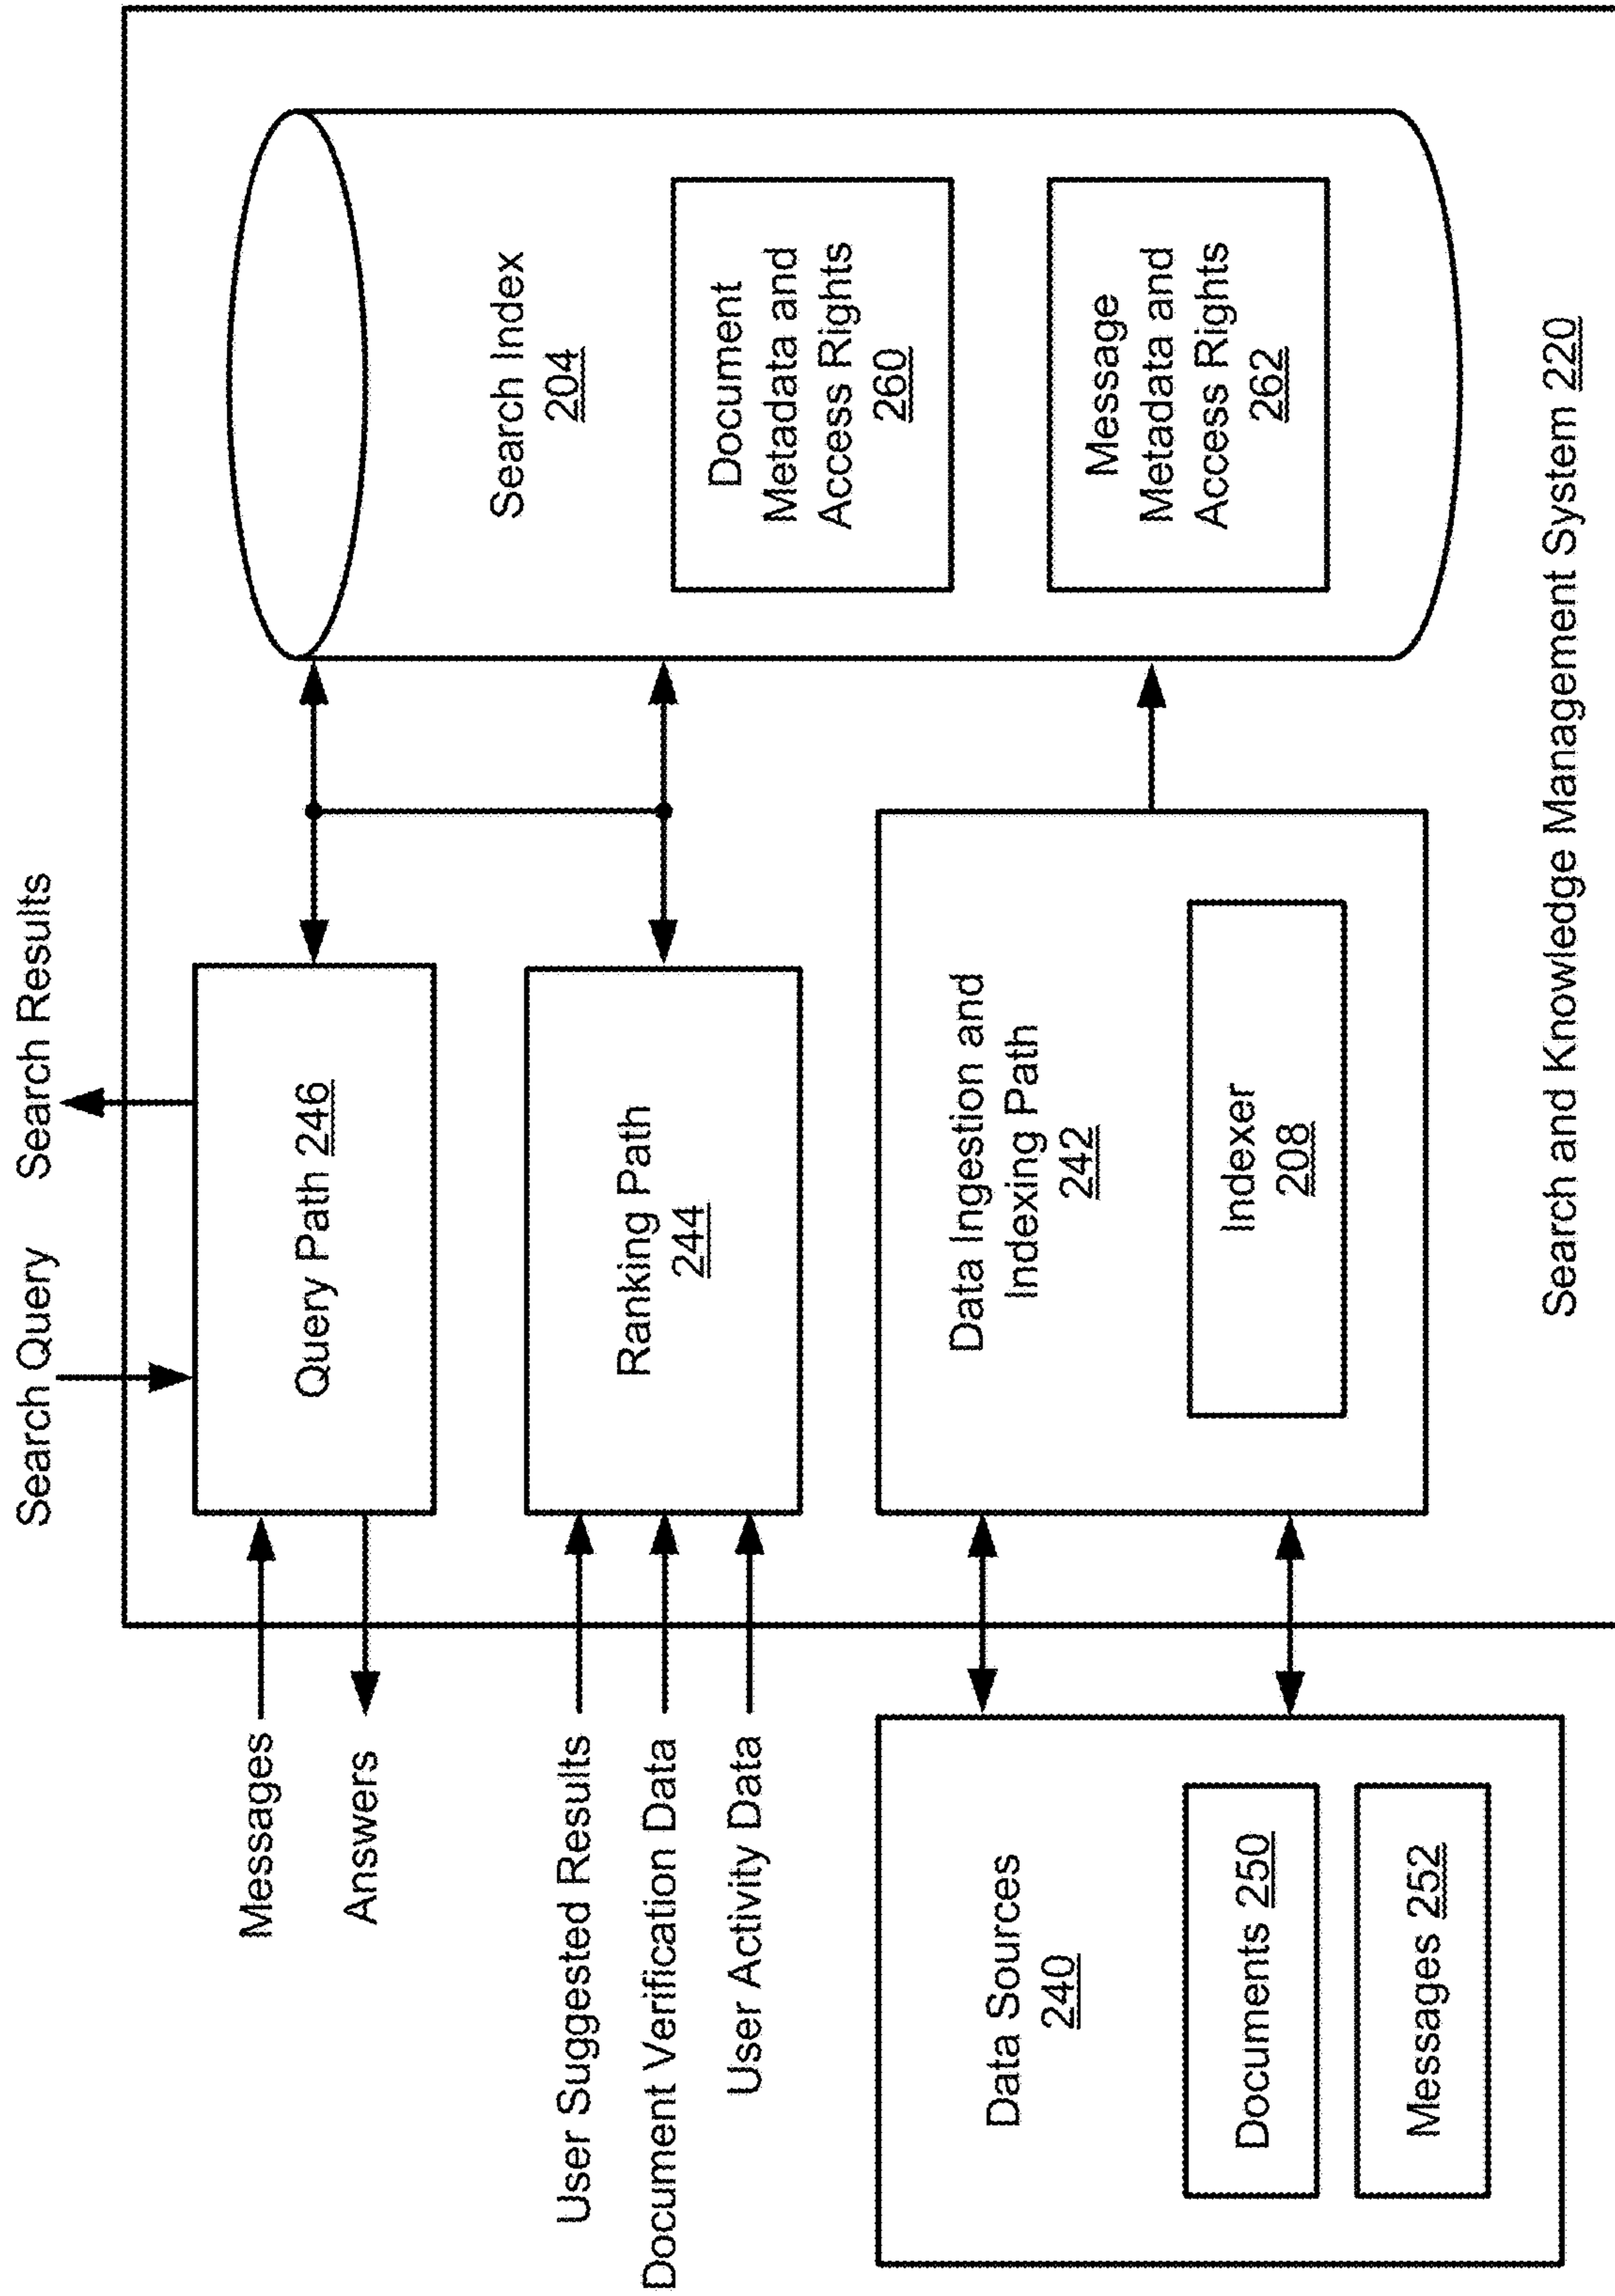 Search Query
Search Results
Messages
Answers
Query Path 246
User Suggested Results
Document Verification Data
User Activity Data
Ranking Path
244
Search Index
204
Document
Metadata and
Access Rights
260
Message
Metadata and
Access Rights
262
Data Sources
240
Documents 250
Messages 252
Data Ingestion and
Indexing Path
242
Indexer
208
Search and Knowledge Management System 220